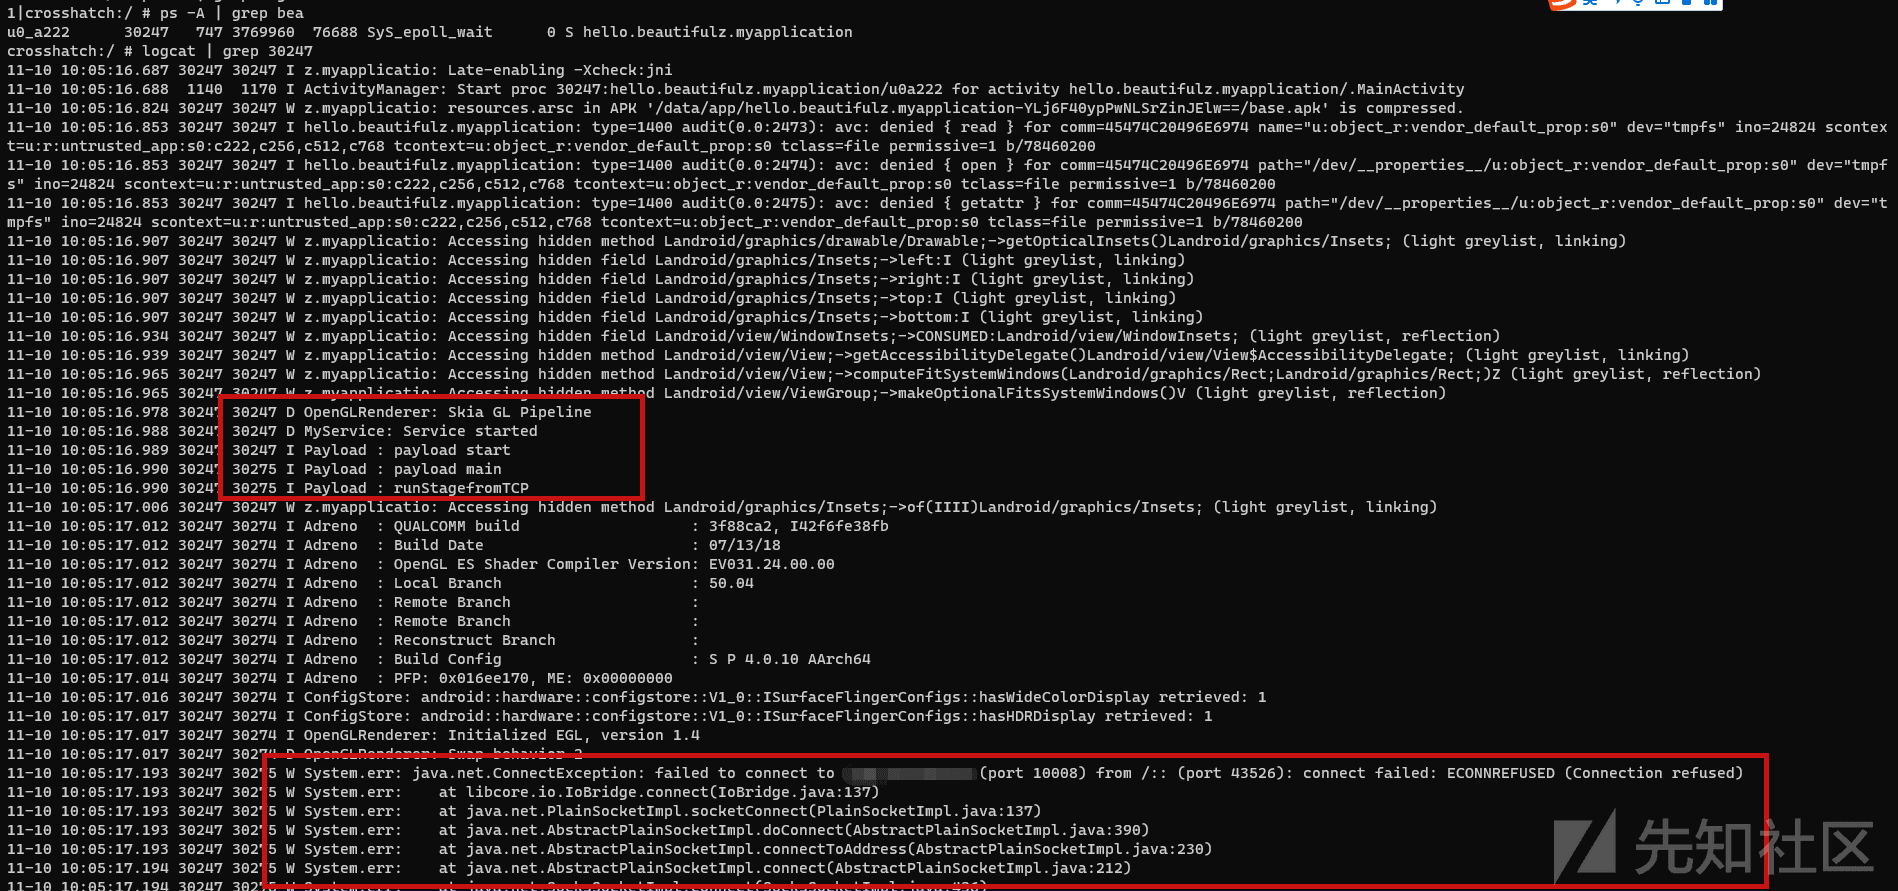 1|crosshatch:/ # ps -A | grep bea
u0_a222      30247   747 3769960  76688 SyS_epoll_wait      0 S hello.beautifulz.myapplication
crosshatch:/ # logcat | grep 30247
11-10 10:05:16.687 30247 30247 I z.myapplicatio: Late-enabling -Xcheck:jni
11-10 10:05:16.688  1140  1170 I ActivityManager: Start proc 30247:hello.beautifulz.myapplication/u0a222 for activity hello.beautifulz.myapplication/.MainActivity
11-10 10:05:16.824 30247 30247 W z.myapplicatio: resources.arsc in APK '/data/app/hello.beautifulz.myapplication-YLj6F40ypPwNLSrZinJElw==/base.apk' is compressed.
11-10 10:05:16.853 30247 30247 I hello.beautifulz.myapplication: type=1400 audit(0.0:2473): avc: denied { read } for comm=45474C20496E6974 name="u:object_r:vendor_default_prop:s0" dev="tmpfs" ino=24824 scontex
t=u:r:untrusted_app:s0:c222,c256,c512,c768 tcontext=u:object_r:vendor_default_prop:s0 tclass=file permissive=1 b/78460200
11-10 10:05:16.853 30247 30247 I hello.beautifulz.myapplication: type=1400 audit(0.0:2474): avc: denied { open } for comm=45474C20496E6974 path="/dev/__properties__/u:object_r:vendor_default_prop:s0" dev="tmpf
s" ino=24824 scontext=u:r:untrusted_app:s0:c222,c256,c512,c768 tcontext=u:object_r:vendor_default_prop:s0 tclass=file permissive=1 b/78460200
11-10 10:05:16.853 30247 30247 I hello.beautifulz.myapplication: type=1400 audit(0.0:2475): avc: denied { getattr } for comm=45474C20496E6974 path="/dev/__properties__/u:object_r:vendor_default_prop:s0" dev="t
mpfs" ino=24824 scontext=u:r:untrusted_app:s0:c222,c256,c512,c768 tcontext=u:object_r:vendor_default_prop:s0 tclass=file permissive=1 b/78460200
11-10 10:05:16.907 30247 30247 W z.myapplicatio: Accessing hidden method Landroid/graphics/drawable/Drawable;->getOpticalInsets()Landroid/graphics/Insets; (light greylist, linking)
11-10 10:05:16.907 30247 30247 W z.myapplicatio: Accessing hidden field Landroid/graphics/Insets;->left:I (light greylist, linking)
11-10 10:05:16.907 30247 30247 W z.myapplicatio: Accessing hidden field Landroid/graphics/Insets;->right:I (light greylist, linking)
11-10 10:05:16.907 30247 30247 W z.myapplicatio: Accessing hidden field Landroid/graphics/Insets;->top:I (light greylist, linking)
11-10 10:05:16.907 30247 30247 W z.myapplicatio: Accessing hidden field Landroid/graphics/Insets;->bottom:I (light greylist, linking)
11-10 10:05:16.934 30247 30247 W z.myapplicatio: Accessing hidden field Landroid/view/WindowInsets;->CONSUMED:Landroid/view/WindowInsets; (light greylist, reflection)
11-10 10:05:16.939 30247 30247 W z.myapplicatio: Accessing hidden method Landroid/view/View;->getAccessibilityDelegate()Landroid/view/View$AccessibilityDelegate; (light greylist, linking)
11-10 10:05:16.965 30247 30247 W z.myapplicatio: Accessing hidden method Landroid/view/View;->computeFitSystemWindows(Landroid/graphics/Rect;Landroid/graphics/Rect;)Z (light greylist, reflection)
11-10 10:05:16.965 30247 30247 W z.myapplicatio: Accessing hidden method Landroid/view/ViewGroup;->makeOptionalFitsSystemWindows()V (light greylist, reflection)
11-10 10:05:16.978 30247 30247 D OpenGLRenderer: Skia GL Pipeline
11-10 10:05:16.988 30247 30247 D MyService: Service started
11-10 10:05:16.989 30247 30247 I Payload : payload start
11-10 10:05:16.990 30247 30275 I Payload : payload main
11-10 10:05:16.990 30247 30275 I Payload : runStagefromTCP
11-10 10:05:17.006 30247 30247 W z.myapplicatio: Accessing hidden method Landroid/graphics/Insets;->of(IIII)Landroid/graphics/Insets; (light greylist, linking)
11-10 10:05:17.012 30247 30274 I Adreno  : QUALCOMM build                   : 3f88ca2, I42f6fe38fb
11-10 10:05:17.012 30247 30274 I Adreno  : Build Date                       : 07/13/18
11-10 10:05:17.012 30247 30274 I Adreno  : OpenGL ES Shader Compiler Version: EV031.24.00.00
11-10 10:05:17.012 30247 30274 I Adreno  : Local Branch                     : 50.04
11-10 10:05:17.012 30247 30274 I Adreno  : Remote Branch                    :
11-10 10:05:17.012 30247 30274 I Adreno  : Remote Branch                    :
11-10 10:05:17.012 30247 30274 I Adreno  : Reconstruct Branch               :
11-10 10:05:17.012 30247 30274 I Adreno  : Build Config                     : S P 4.0.10 AArch64
11-10 10:05:17.014 30247 30274 I Adreno  : PFP: 0x016ee170, ME: 0x00000000
11-10 10:05:17.016 30247 30274 I ConfigStore: android::hardware::configstore::V1_0::ISurfaceFlingerConfigs::hasWideColorDisplay retrieved: 1
11-10 10:05:17.017 30247 30274 I ConfigStore: android::hardware::configstore::V1_0::ISurfaceFlingerConfigs::hasHDRDisplay retrieved: 1
11-10 10:05:17.017 30247 30274 I OpenGLRenderer: Initialized EGL, version 1.4
11-10 10:05:17.017 30247 30274 D OpenGLRenderer: Swap behavior 2
11-10 10:05:17.193 30247 30275 W System.err: java.net.ConnectException: failed to connect to (port 10008) from /:: (port 43526): connect failed: ECONNREFUSED (Connection refused)
11-10 10:05:17.193 30247 30275 W System.err:    at libcore.io.IoBridge.connect(IoBridge.java:137)
11-10 10:05:17.193 30247 30275 W System.err:    at java.net.PlainSocketImpl.socketConnect(PlainSocketImpl.java:137)
11-10 10:05:17.193 30247 30275 W System.err:    at java.net.AbstractPlainSocketImpl.doConnect(AbstractPlainSocketImpl.java:390)
11-10 10:05:17.193 30247 30275 W System.err:    at java.net.AbstractPlainSocketImpl.connectToAddress(AbstractPlainSocketImpl.java:230)
11-10 10:05:17.194 30247 30275 W System.err:    at java.net.AbstractPlainSocketImpl.connect(AbstractPlainSocketImpl.java:212)
11-10 10:05:17.194 30247 30275 W System.err:    at java.net.SocksSocketImpl.connect(SocksSocketImpl.java:436)
先知社区